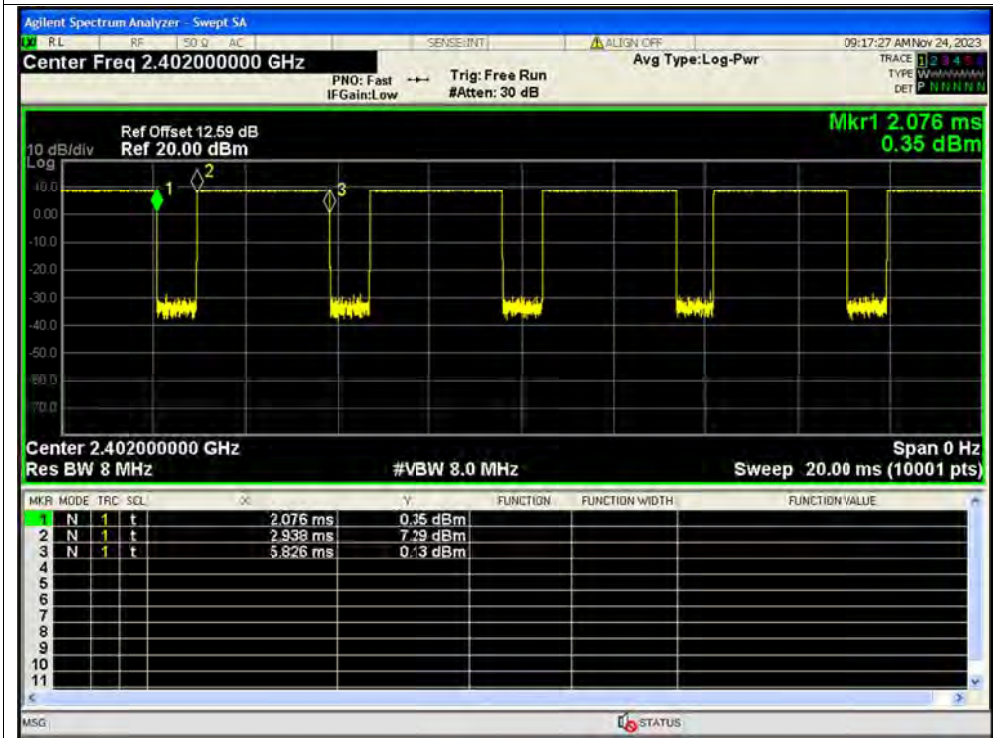 Agilent Spectrum Analyzer - Swept SA
RL RF 50 Ω AC SENSE:INT ALIGN OFF 09:17:27 AM Nov 24, 2023
Center Freq 2.402000000 GHz Avg Type: Log-Pwr TRACE 1 2 3 4 5 6
PNO: Fast Trig: Free Run TYPE W
IFGain:Low #Atten: 30 dB DET P N N N N N
Mkr1 2.076 ms
Ref Offset 12.59 dB
10 dB/div Ref 20.00 dBm 0.35 dBm
Log
10.0
1 2 3
0.00
-10.0
-20.0
-30.0
-40.0
-50.0
-60.0
-70.0
Center 2.402000000 GHz Span 0 Hz
Res BW 8 MHz #VBW 8.0 MHz Sweep 20.00 ms (10001 pts)
MKR MODE TRC SCL X Y FUNCTION FUNCTION WIDTH FUNCTION VALUE
1 N 1 t 2.076 ms 0.35 dBm
2 N 1 t 2.938 ms 7.29 dBm
3 N 1 t 5.826 ms 0.13 dBm
4
5
6
7
8
9
10
11
MSG STATUS